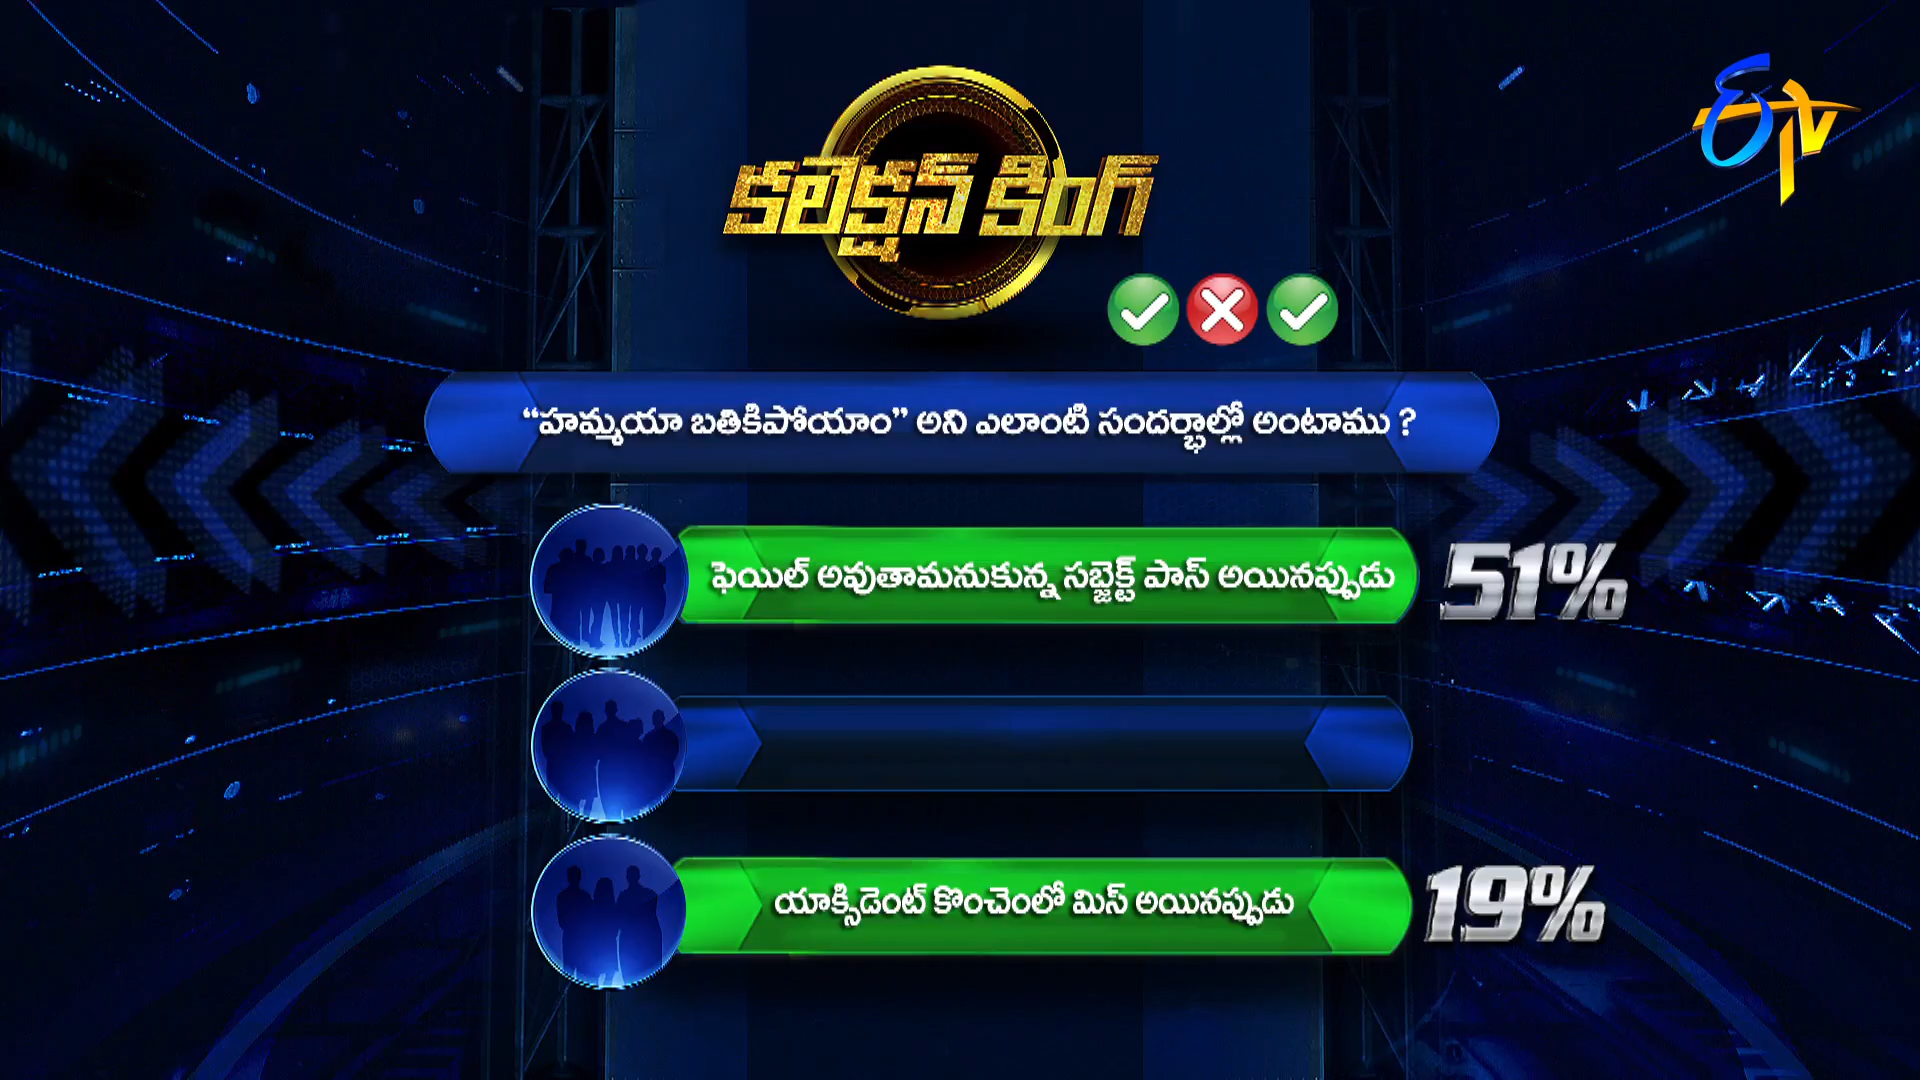 ETV
కలెక్షన్ కింగ్
“హమ్మయా బతికిపోయాం” అని ఎలాంటి సందర్భాల్లో అంటాము ?
ఫెయిల్ అవుతామనుకున్న సబ్జెక్ట్ పాస్ అయినప్పుడు 51%
యాక్సిడెంట్ కొంచెంలో మిస్ అయినప్పుడు 19%